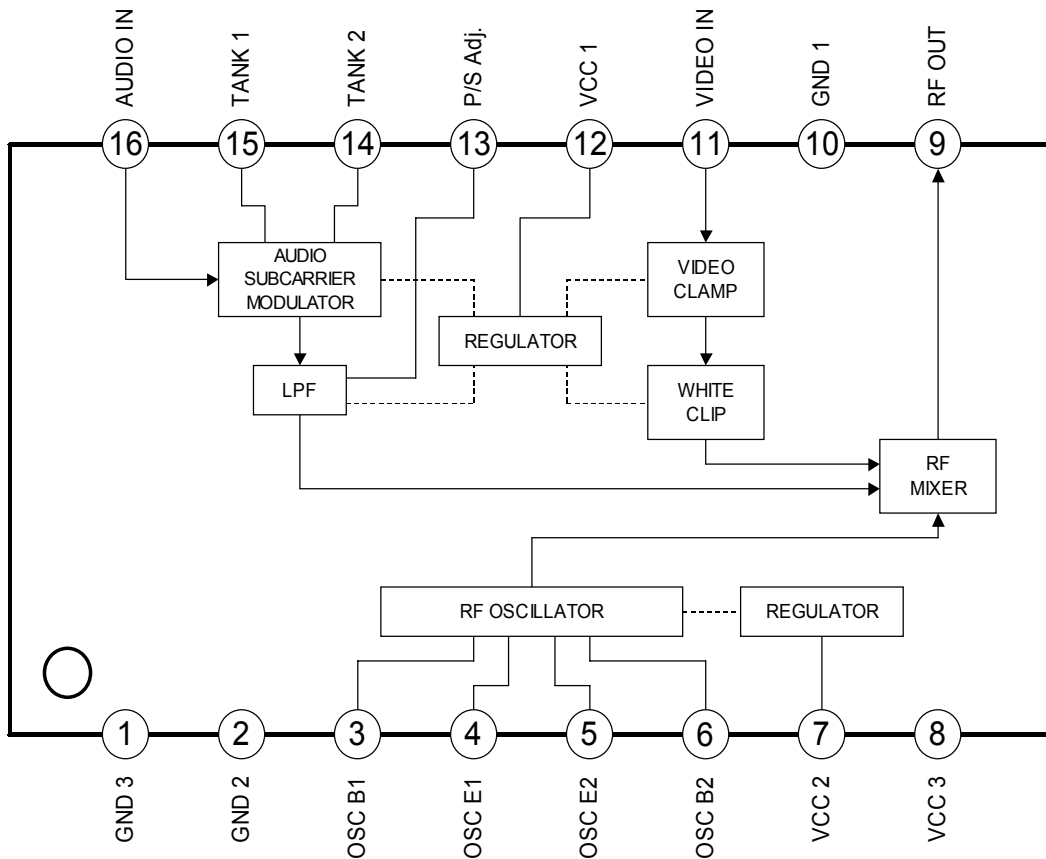 AUDIO IN
TANK 1
TANK 2
P/S Adj.
VCC 1
VIDEO IN
GND 1
RF OUT
16
15
14
13
12
11
10
9
AUDIO
SUBCARRIER
MODULATOR
VIDEO
CLAMP
REGULATOR
LPF
WHITE
CLIP
RF
MIXER
RF OSCILLATOR
REGULATOR
1
2
3
4
5
6
7
8
GND 3
GND 2
OSC B1
OSC E1
OSC E2
OSC B2
VCC 2
VCC 3